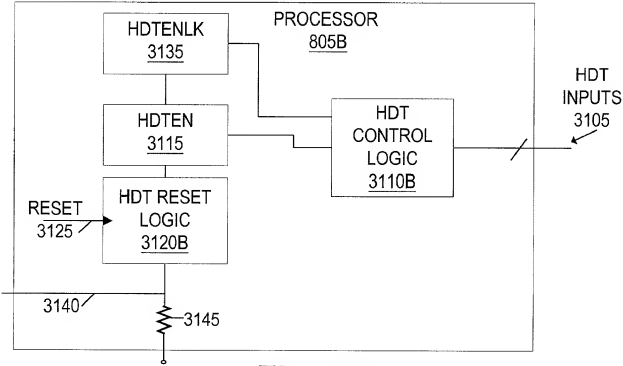 PROCESSOR
805B
HDTENLK
3135
HDTEN
3115
HDT RESET
LOGIC
3120B
RESET
3125
HDT
CONTROL
LOGIC
3110B
HDT
INPUTS
3105
3140
3145